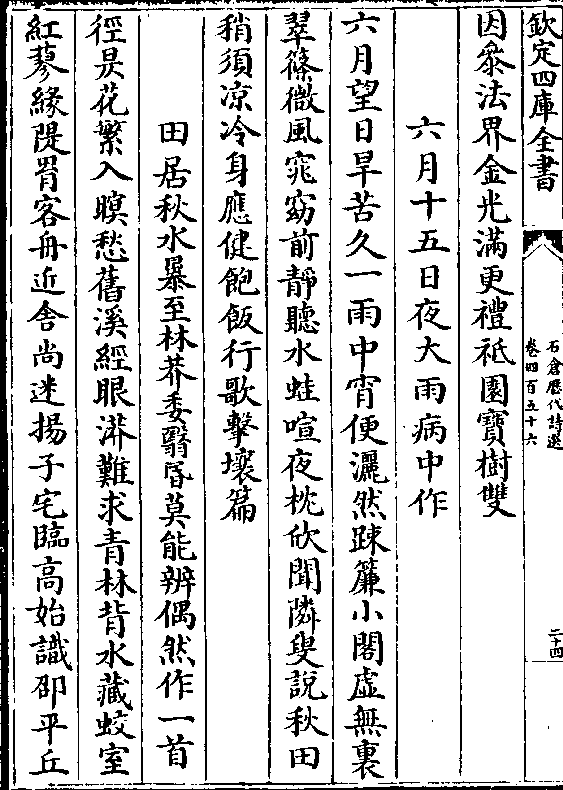 欽定四庫全書
石倉歷代詩選
卷四百五十六
二十四
因衆法界金光滿更禮祗園寶樹雙
六月十五日夜大雨病中作
六月望日旱苦久一雨中宵便灑然踈簾小閣虛無裏
翠篠微風窕窈前靜聽水蛙喧夜枕欣聞隣叟說秋田
稍須凉冷身應健飽飯行歌擊壤篇
田居秋水暴至林莽委翳昏莫能辨偶然作一首
徑是花繁入瞑愁舊溪經眼漭難求青林背水藏蛟室
紅蓼緣隄罥客舟近舍尚迷揚子宅臨高始識邵平丘